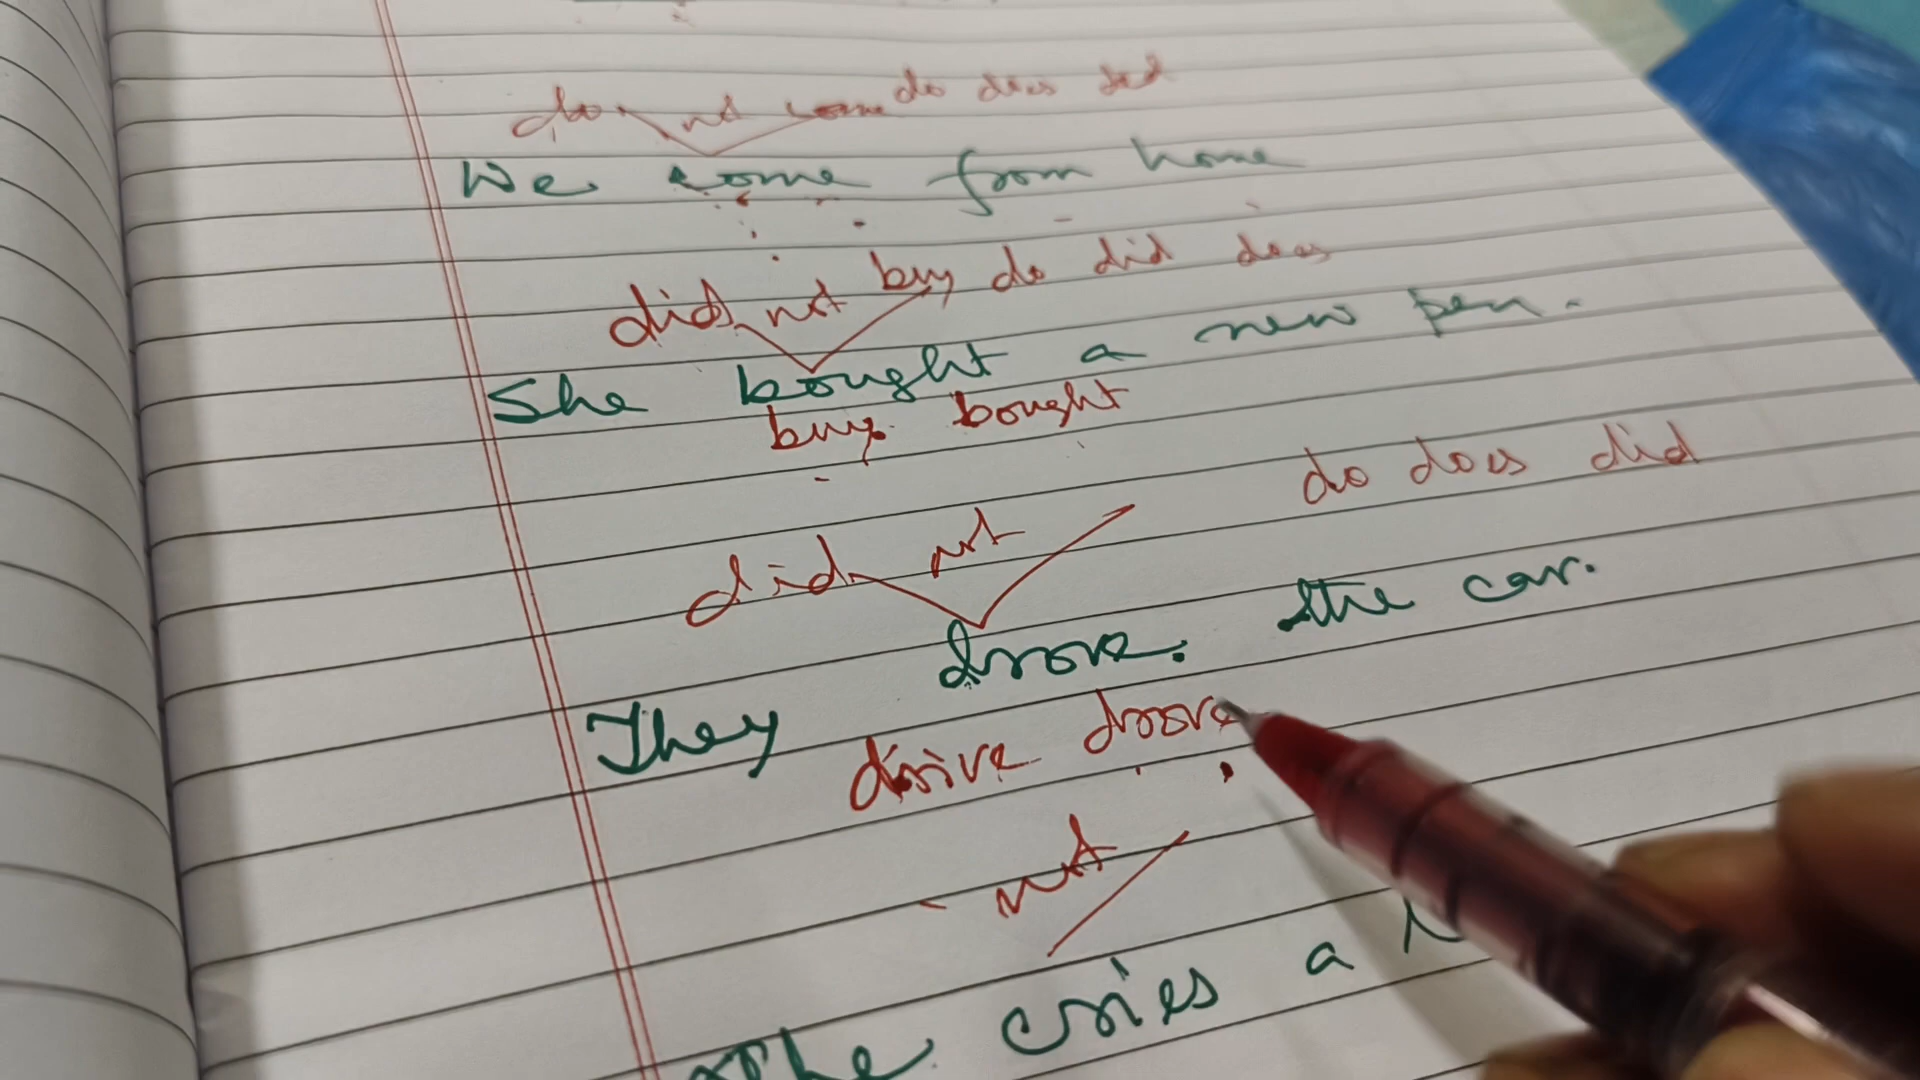 do not come do does did
We come from home
did not buy do did does
She bought a new pen.
buy bought
do does did
did not
They drove the car.
drive drove
not
cries a